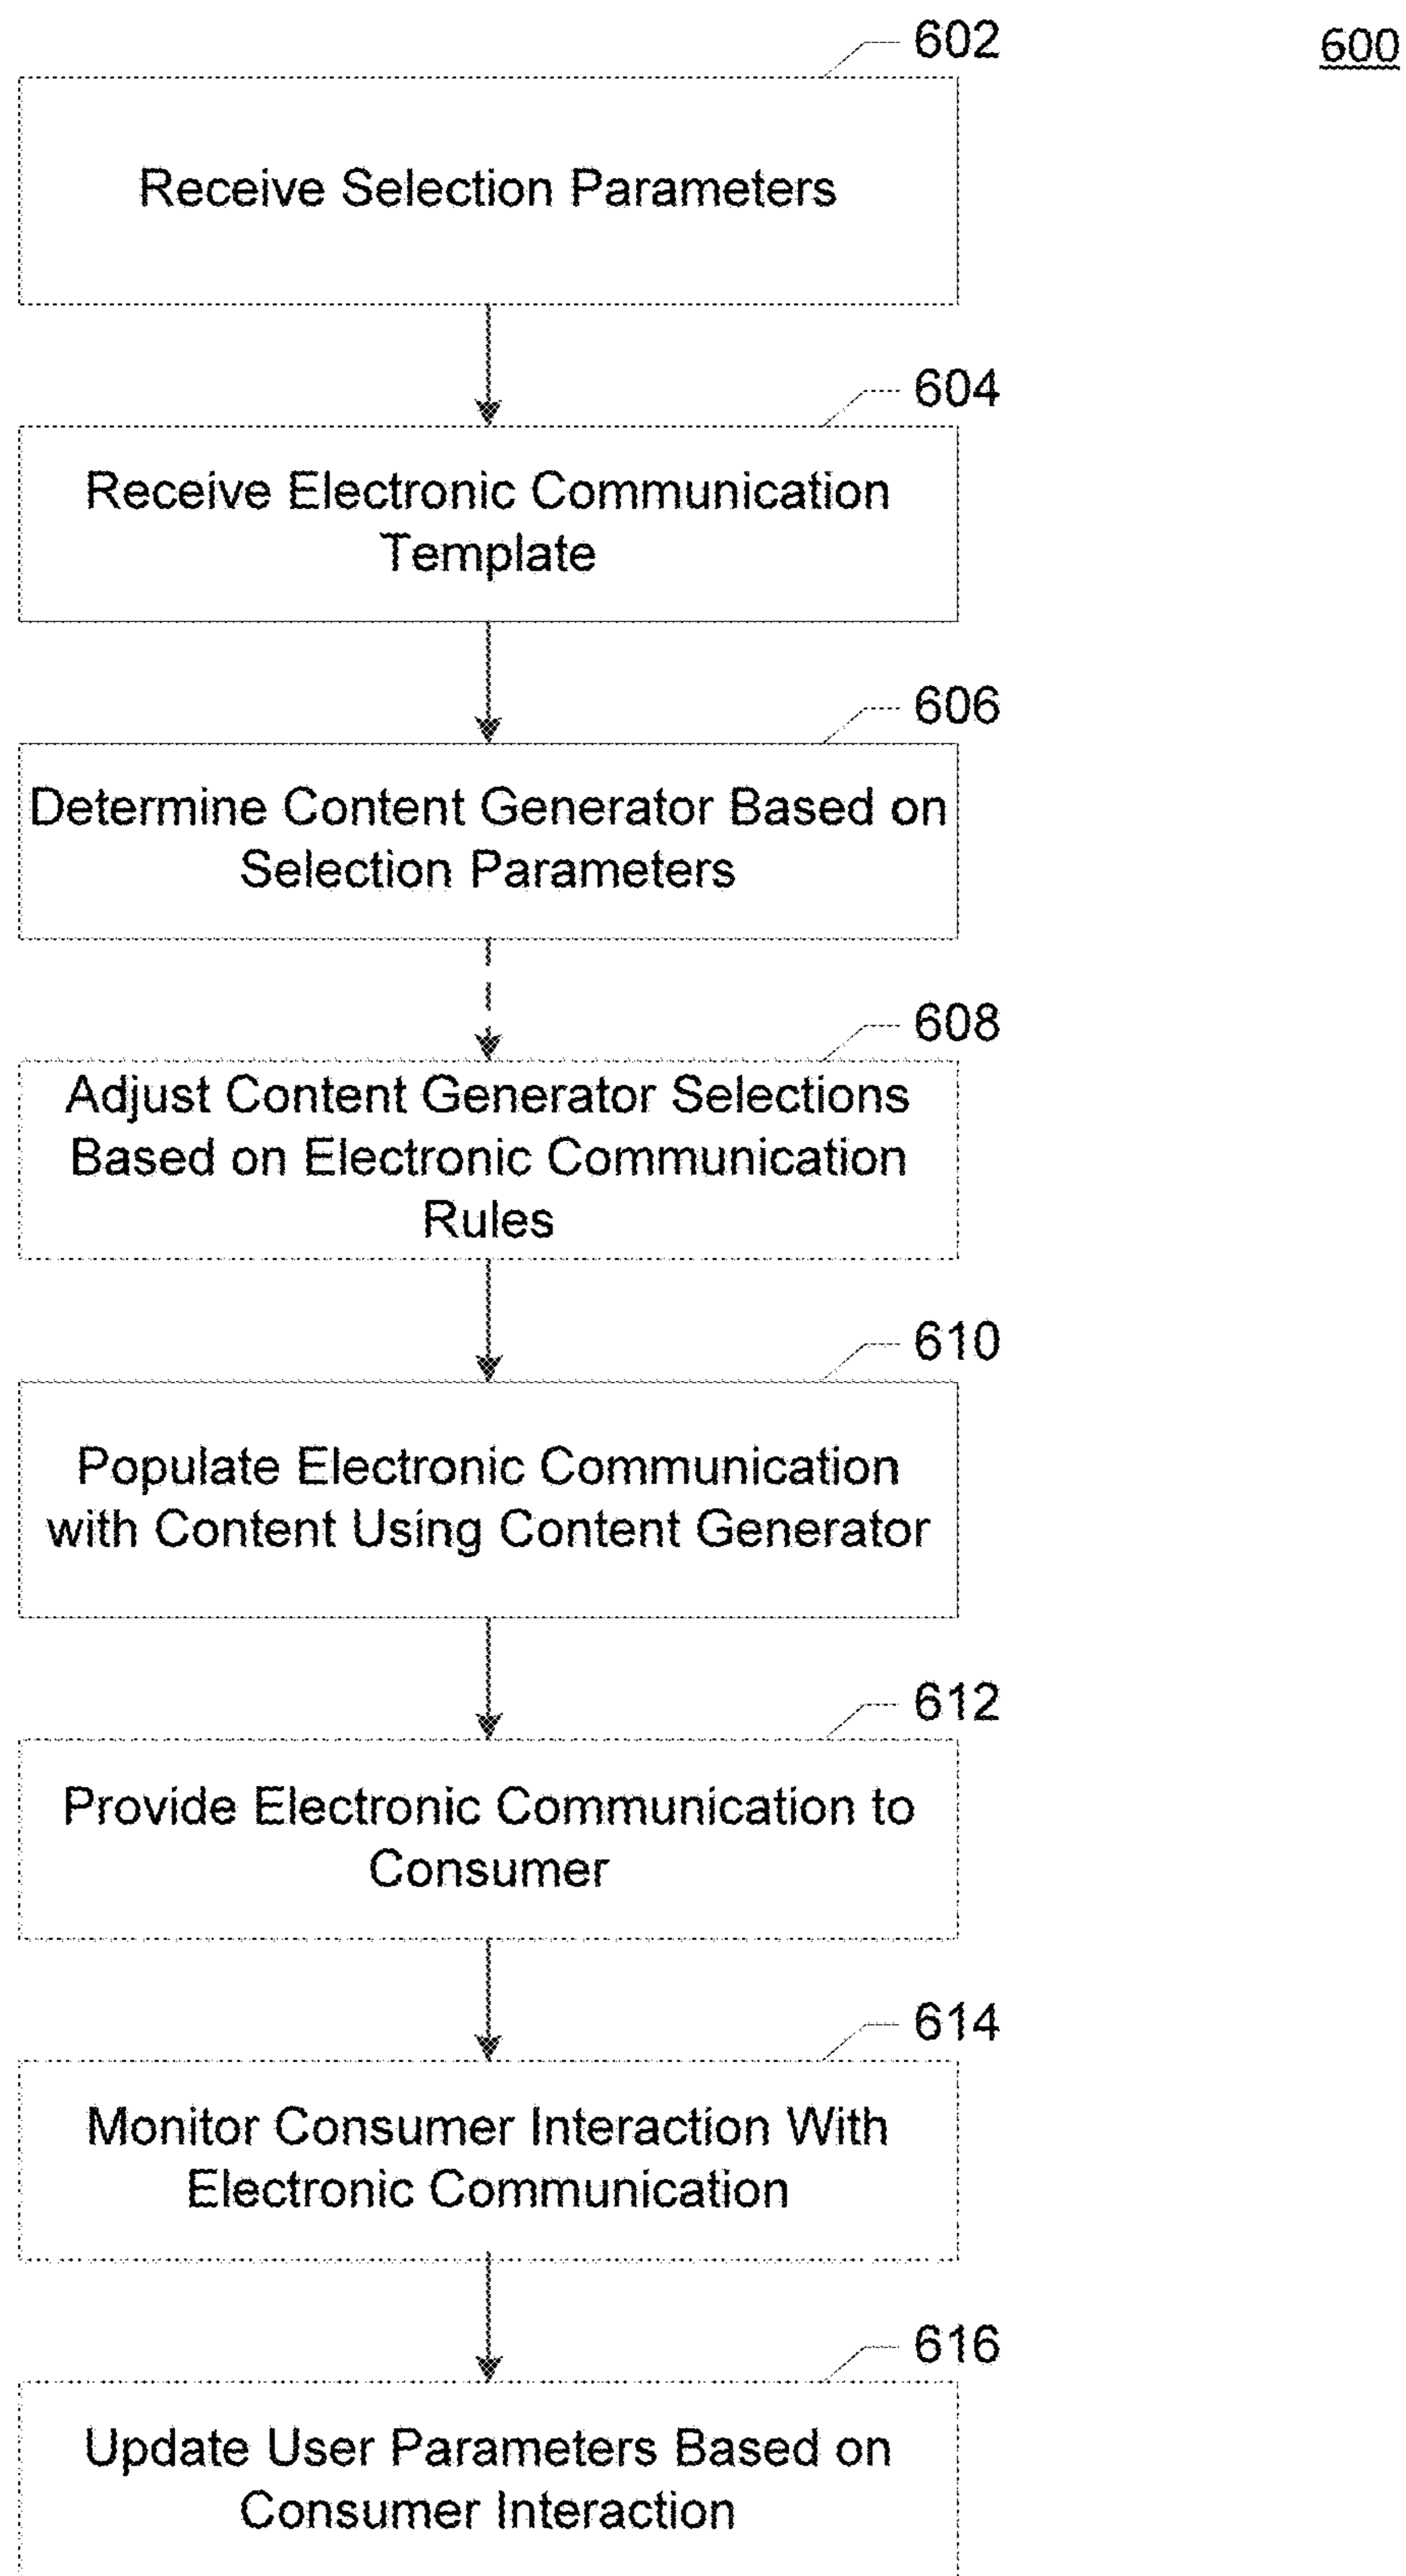 602
600
Receive Selection Parameters
604
Receive Electronic Communication
Template
606
Determine Content Generator Based on
Selection Parameters
608
Adjust Content Generator Selections
Based on Electronic Communication
Rules
610
Populate Electronic Communication
with Content Using Content Generator
612
Provide Electronic Communication to
Consumer
614
Monitor Consumer Interaction With
Electronic Communication
616
Update User Parameters Based on
Consumer Interaction